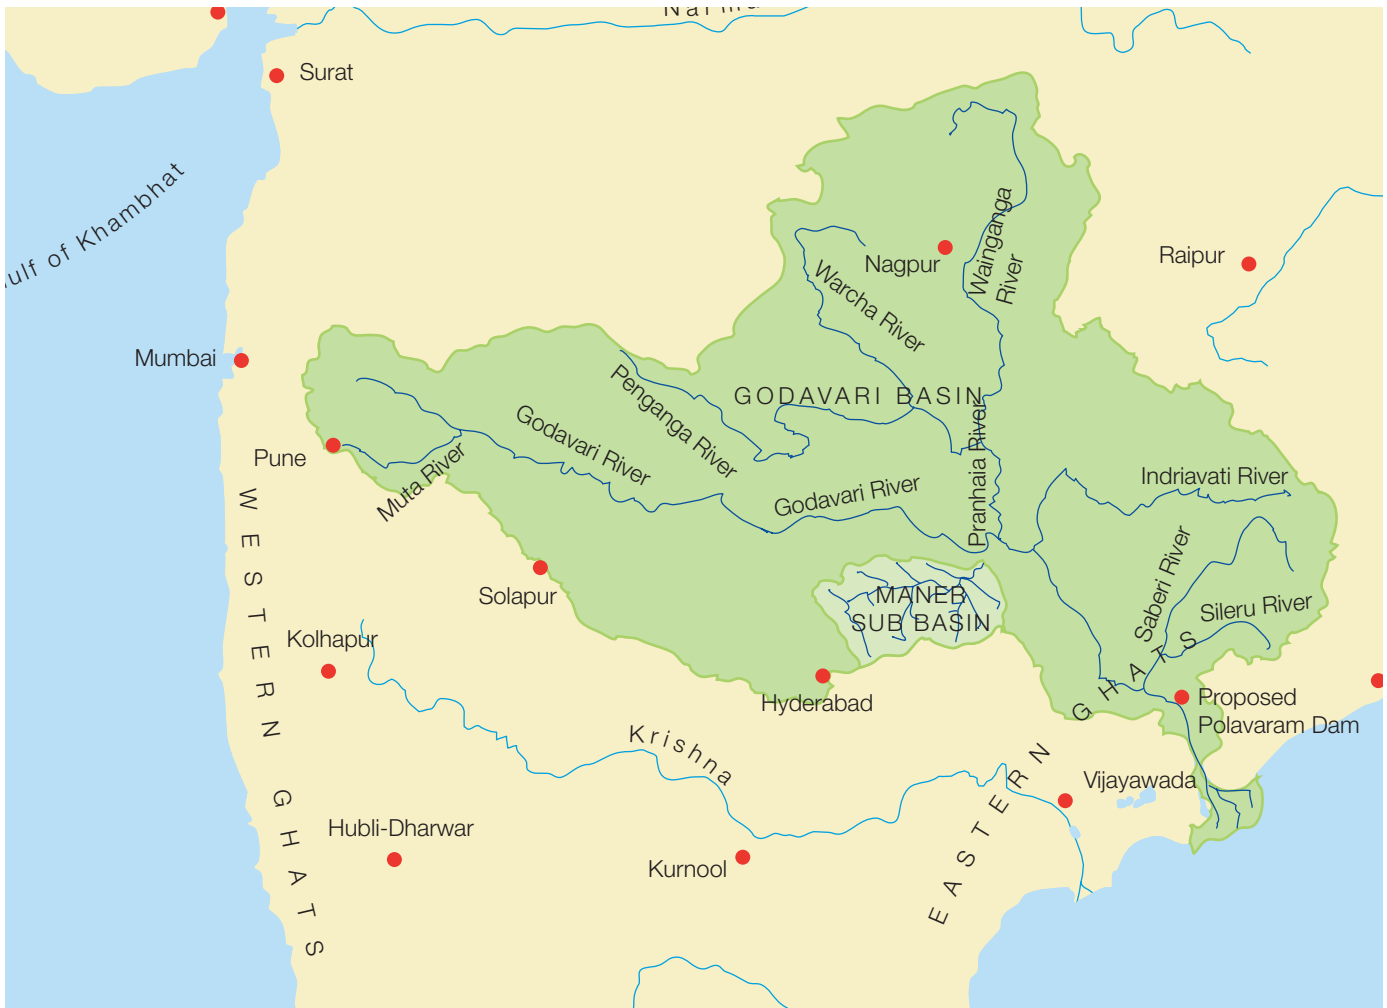 Surat
Gulf of Khambhat
Mumbai
Nagpur
Wainganga
River
Raipur
Warcha River
GODAVARI BASIN
Penganga River
Godavari River
Pune
Muta River
Godavari River
Pranhaia River
Indriavati River
WESTERN GHATS
Solapur
MANEB
SUB BASIN
Saberi River
Sileru River
Kolhapur
Hyderabad
EASTERN GHATS
Proposed
Polavaram Dam
Krishna
Vijayawada
Hubli-Dharwar
Kurnool